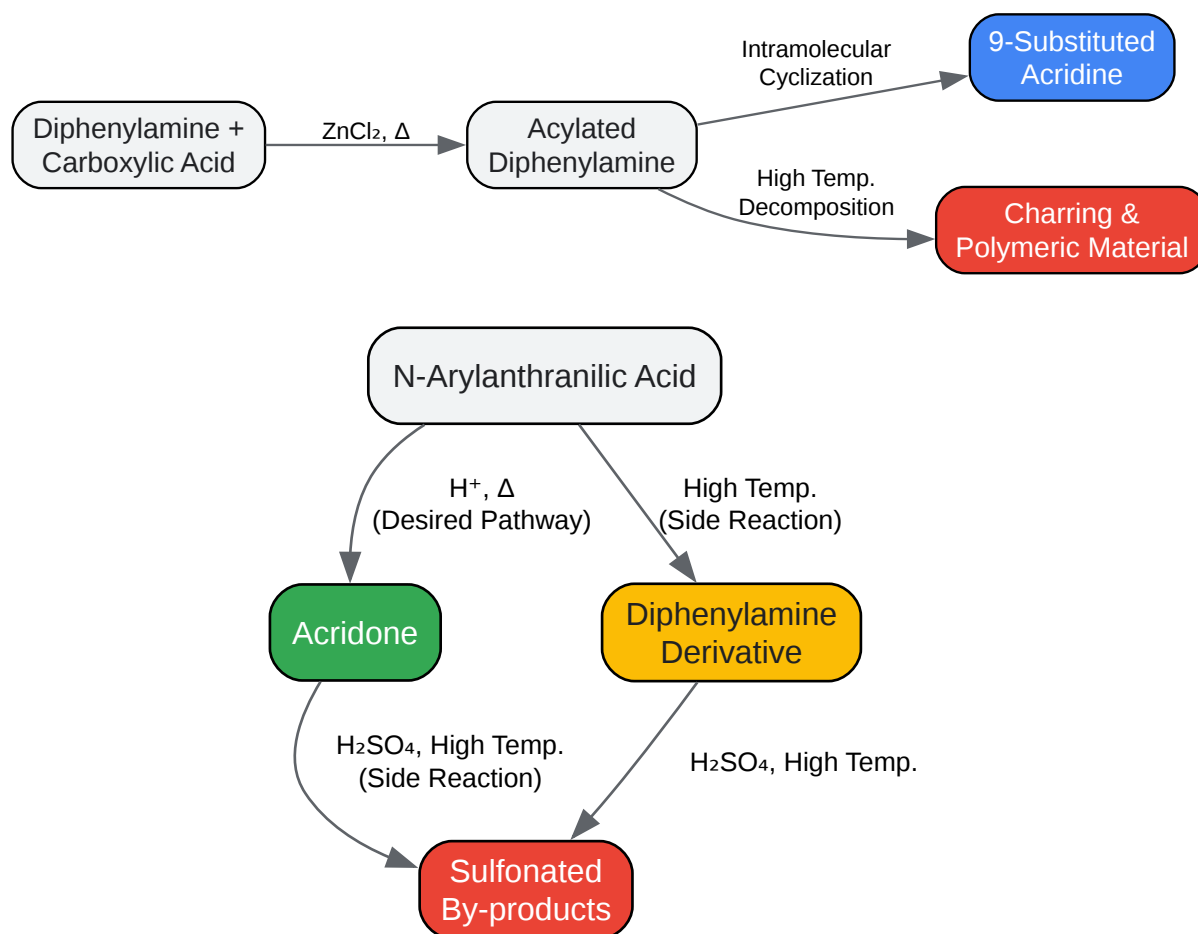 Intramolecular
Cyclization
9-Substituted
Acridine
Diphenylamine +
Carboxylic Acid
ZnCl₂, Δ
Acylated
Diphenylamine
High Temp.
Decomposition
Charring &
Polymeric Material
N-Arylanthranilic Acid
H⁺, Δ
(Desired Pathway)
High Temp.
(Side Reaction)
Acridone
Diphenylamine
Derivative
H₂SO₄, High Temp.
(Side Reaction)
H₂SO₄, High Temp.
Sulfonated
By-products